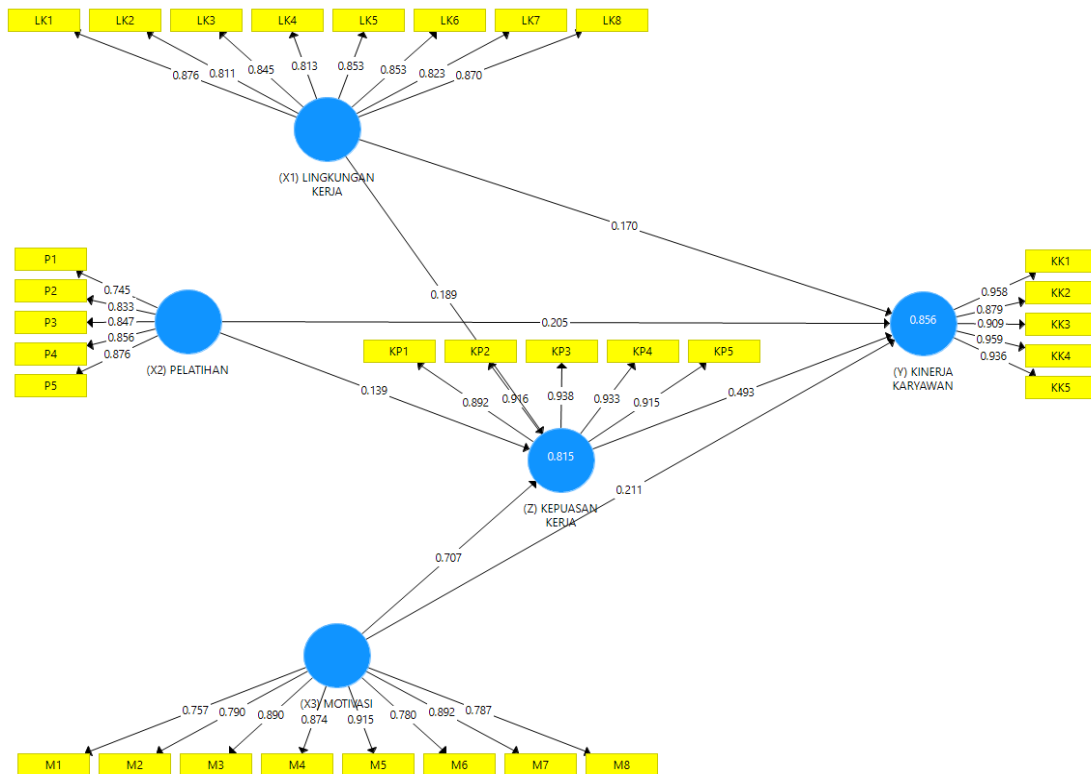 LK1 LK2 LK3 LK4 LK5 LK6 LK7 LK8
0.876 0.811 0.845 0.813 0.853 0.853 0.823 0.870
(X1) LINGKUNGAN
KERJA
0.170
P1
P2
P3
P4
P5
0.745
0.833
0.847
0.856
0.876
(X2) PELATIHAN
0.189
0.205
0.139
KP1 KP2 KP3 KP4 KP5
0.892 0.916 0.938 0.933 0.915
0.815
(Z) KEPUASAN
KERJA
0.493
0.856
(Y) KINERJA
KARYAWAN
0.958
0.879
0.909
0.959
0.936
KK1
KK2
KK3
KK4
KK5
0.211
0.707
(X3) MOTIVASI
0.757 0.790 0.890 0.874 0.915 0.780 0.892 0.787
M1 M2 M3 M4 M5 M6 M7 M8